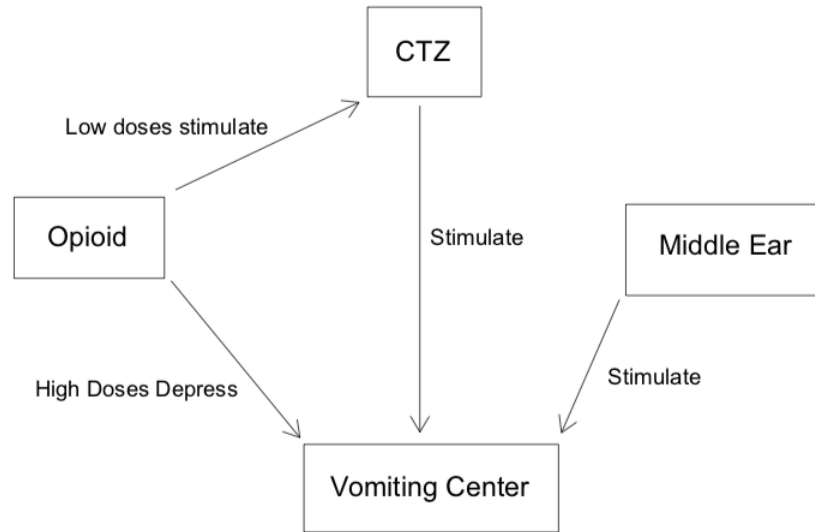 CTZ
Low doses stimulate
Opioid
Stimulate
Middle Ear
High Doses Depress
Stimulate
Vomiting Center